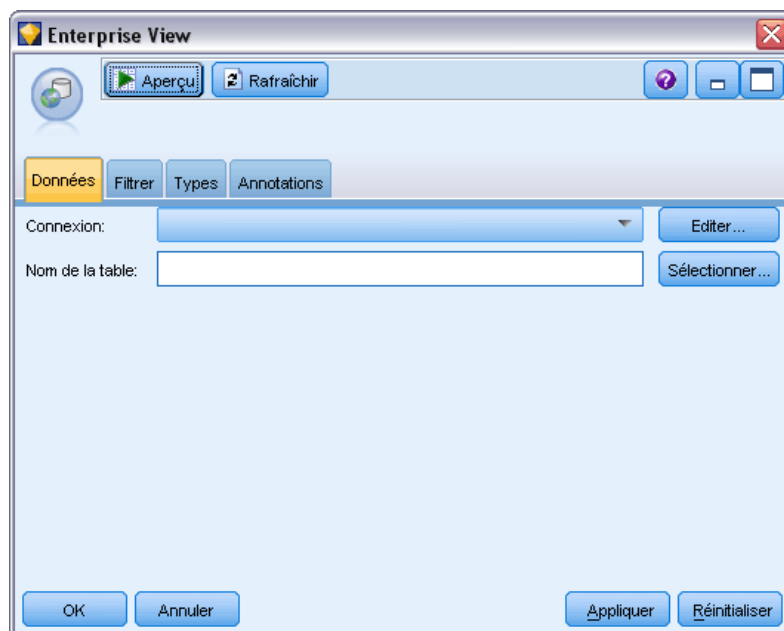 Enterprise View
Aperçu Rafraîchir ?
Données Filtrer Types Annotations
Connexion: Editer...
Nom de la table: Sélectionner...
OK Annuler Appliquer Réinitialiser